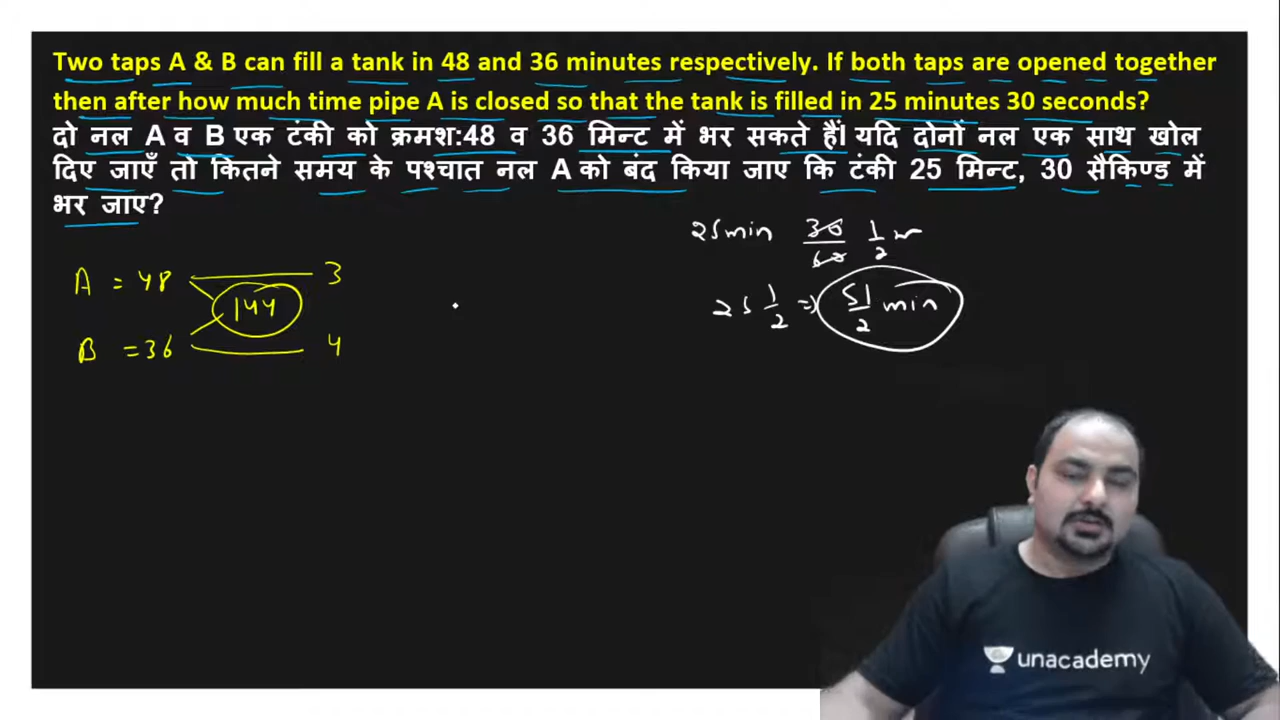 Two taps A & B can fill a tank in 48 and 36 minutes respectively. If both taps are opened together
then after how much time pipe A is closed so that the tank is filled in 25 minutes 30 seconds?
दो नल A व B एक टंकी को क्रमश:48 व 36 मिन्ट में भर सकते हैं। यदि दोनों नल एक साथ खोल
दिए जाएँ तो कितने समय के पश्चात नल A को बंद किया जाए कि टंकी 25 मिन्ट, 30 सैकिण्ड में
भर जाए?
25min 30/60 1/2
25 1/2 => 51/2 min
A = 48 3
144
B = 36 4
unacademy